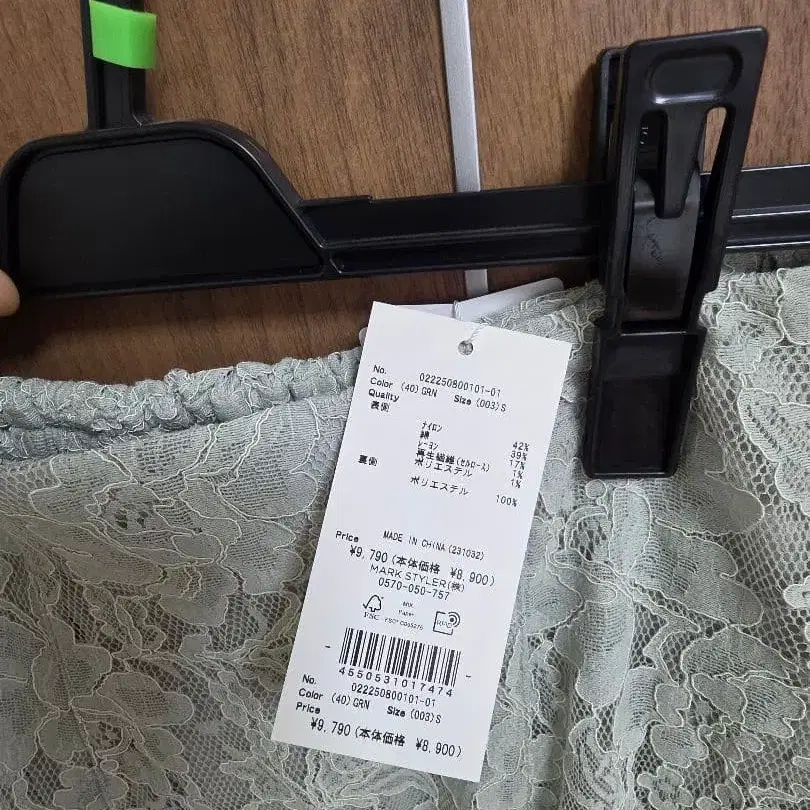 No. 022250800101-01
Color (40)GRN Size (003)S
Quality
表側
ナイロン 42%
綿 39%
レーヨン 17%
再生繊維(セルロース) 1%
ポリエステル 1%
裏側
ポリエステル 100%
MADE IN CHINA(231032)
Price
¥9,790(本体価格 ¥8,900)
MARK STYLER(株)
0570-050-757
MIX
Paper
FSC
4550531017474
No. 022250800101-01
Color (40)GRN Size (003)S
Price
¥9,790(本体価格 ¥8,900)